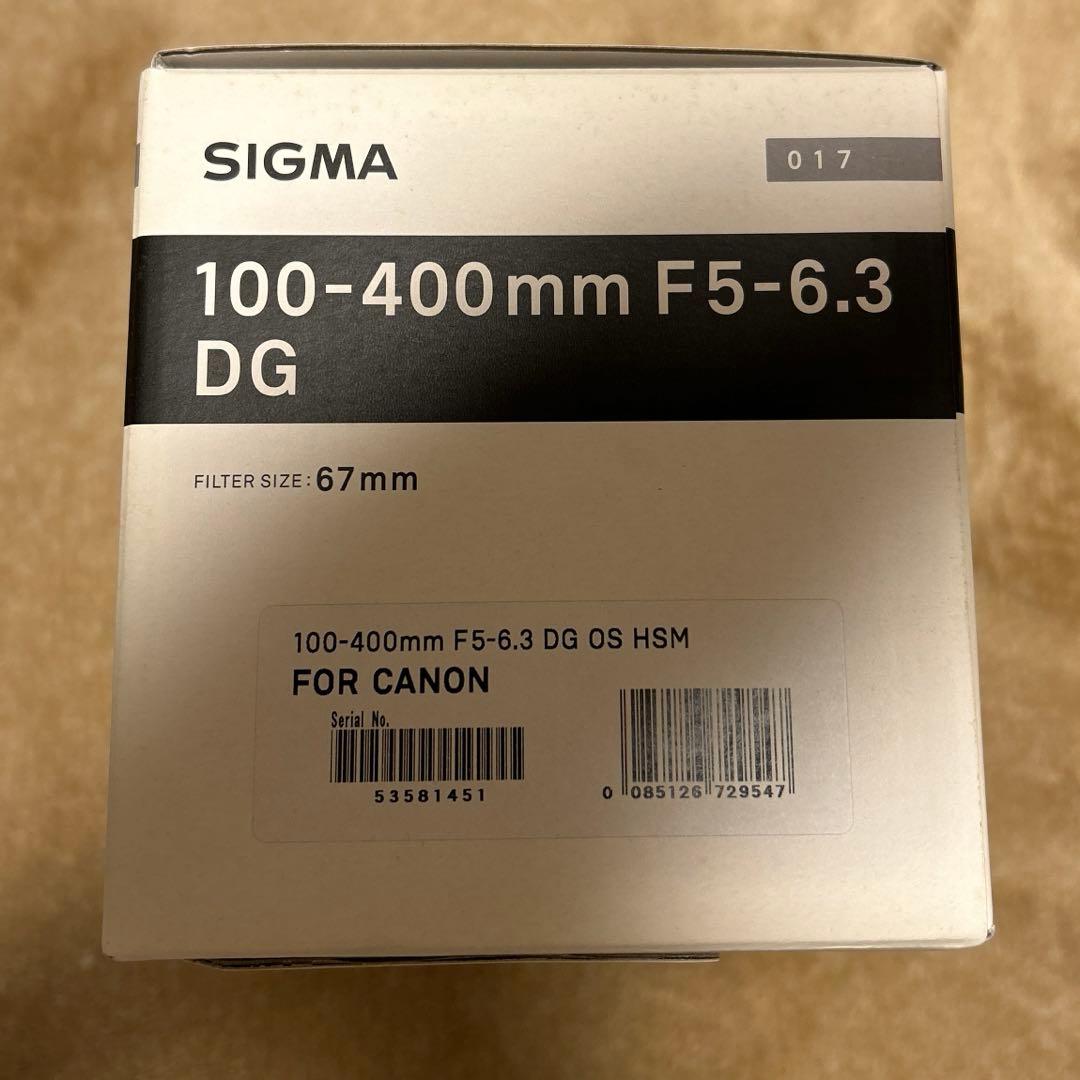 SIGMA
017
100-400mm F5-6.3
DG
FILTER SIZE: 67mm
100-400mm F5-6.3 DG OS HSM
FOR CANON
Serial No.
53581451
0 085126 729547